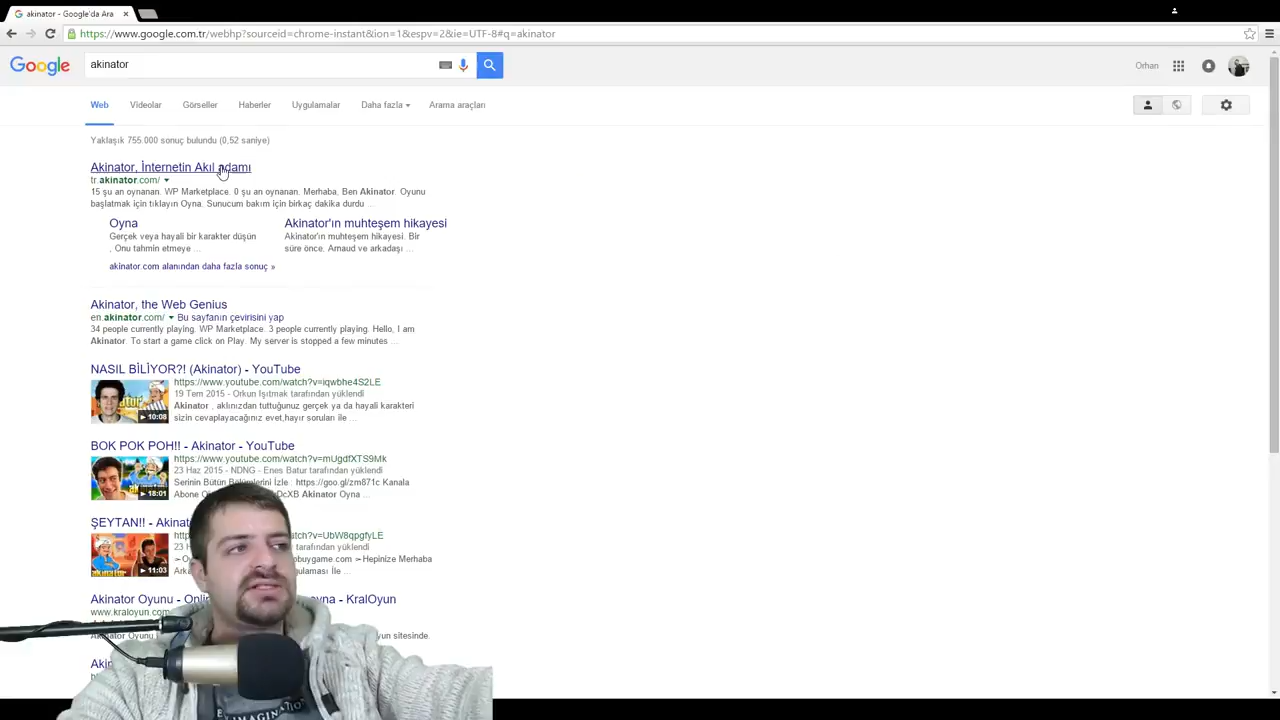 akinator - Google'da Ara
https://www.google.com.tr/webhp?sourceid=chrome-instant&ion=1&espv=2&ie=UTF-8#q=akinator
Google
akinator
Orhan
Web Videolar Görseller Haberler Uygulamalar Daha fazla Arama araçları
Yaklaşık 755.000 sonuç bulundu (0,52 saniye)
Akinator, İnternetin Akıl Adamı
tr.akinator.com/
15 şu an oynanan. WP Marketplace. 0 şu an oynanan. Merhaba, Ben Akinator. Oyunu
başlatmak için tıklayın Oyna. Sunucum bakım için birkaç dakika durdu ...
Oyna
Gerçek veya hayali bir karakter düşün
, Onu tahmin etmeye ...
Akinator'ın muhteşem hikayesi
Akinator'ın muhteşem hikayesi. Bir
süre önce, Arnaud ve arkadaşı ...
akinator.com alanından daha fazla sonuç »
Akinator, the Web Genius
en.akinator.com/ Bu sayfanın çevirisini yap
34 people currently playing. WP Marketplace. 3 people currently playing. Hello, I am
Akinator. To start a game click on Play. My server is stopped a few minutes ...
NASIL BİLİYOR?! (Akinator) - YouTube
https://www.youtube.com/watch?v=iqwbhe4S2LE
10:08
19 Tem 2015 - Orkun Işıtmak tarafından yüklendi
Akinator , aklınızdan tuttuğunuz gerçek ya da hayali karakteri
sizin cevaplayacağınız evet,hayır soruları ile ...
BOK POK POH!! - Akinator - YouTube
https://www.youtube.com/watch?v=mUgdfXTS9Mk
18:01
23 Haz 2015 - NDNG - Enes Batur tarafından yüklendi
Serinin Bütün Bölümlerini İzle : https://goo.gl/zm871c Kanala
Abone DcXB Akinator Oyna ...
ŞEYTAN!! -
.com/watch?v=UbW8qpgfyLE
11:03
tarafından yüklendi
Hepinize Merhaba
İle ...
Akinator Oyunu - - KralOyun
www.kraloyun.com
Akinator sitesinde.
IMAGINA